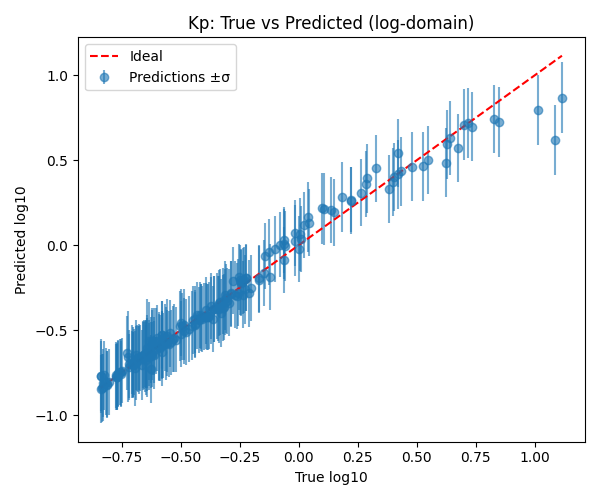 Kp: True vs Predicted (log-domain)
Ideal
Predictions ±σ
Predicted log10
1.0
0.5
0.0
−0.5
−1.0
−0.75 −0.50 −0.25 0.00 0.25 0.50 0.75 1.00
True log10